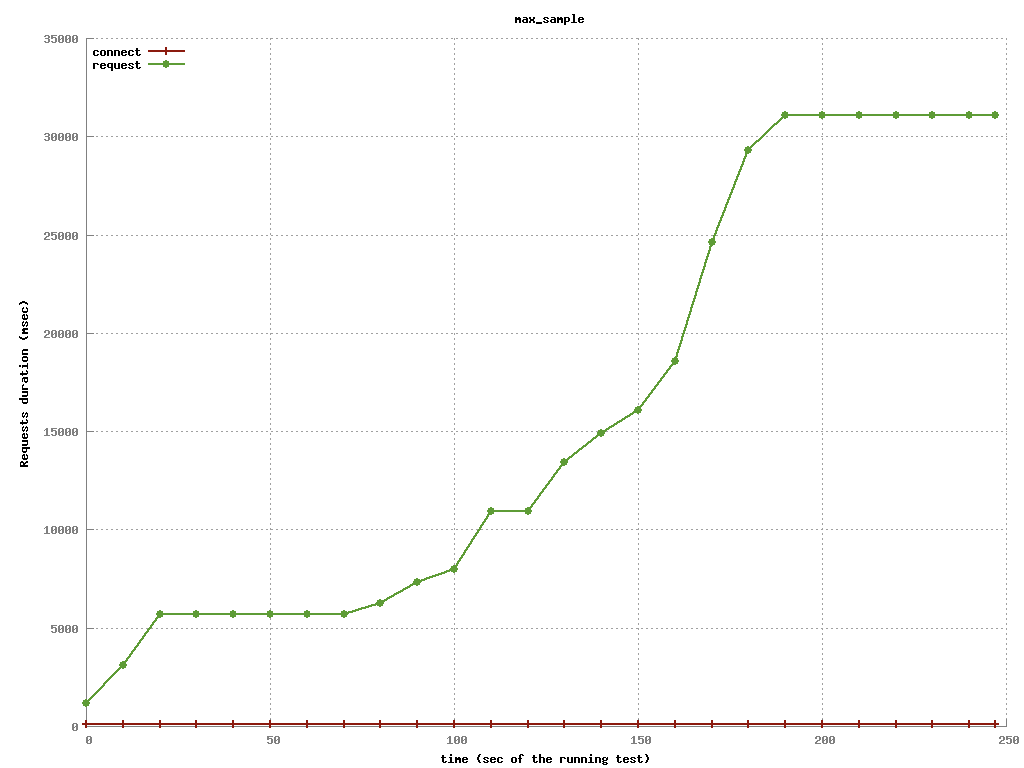 max_sample
connect
request
35000
30000
25000
20000
15000
10000
5000
0
Requests duration (msec)
0 50 100 150 200 250
time (sec of the running test)